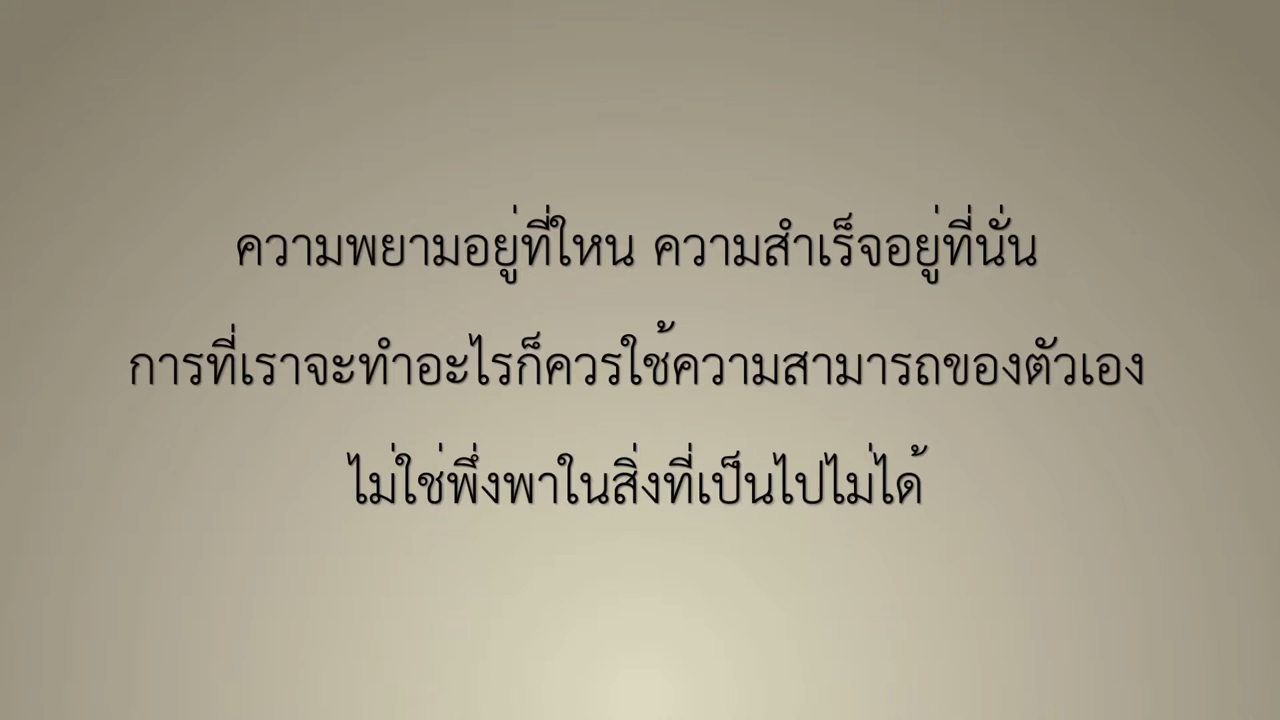 ความพยามอยู่ที่ใหน ความสำเร็จอยู่ที่นั่น
การที่เราจะทำอะไรก็ควรใช้ความสามารถของตัวเอง
ไม่ใช่พึ่งพาในสิ่งที่เป็นไปไม่ได้